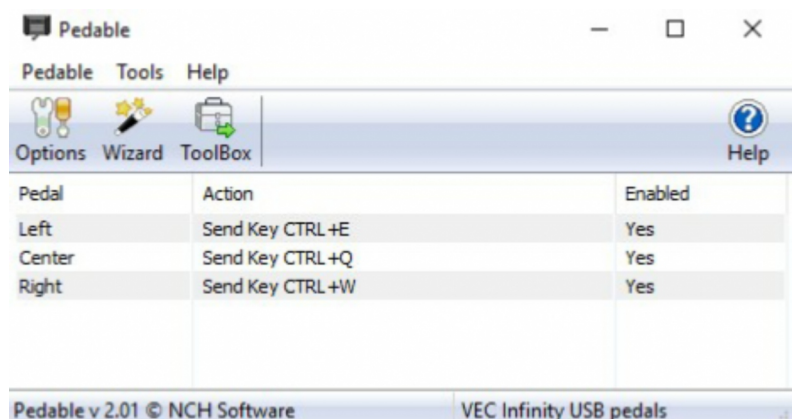 Pedable
Pedable Tools Help
Options Wizard ToolBox Help
Pedal Action Enabled
Left Send Key CTRL+E Yes
Center Send Key CTRL+Q Yes
Right Send Key CTRL+W Yes
Pedable v 2.01 © NCH Software VEC Infinity USB pedals